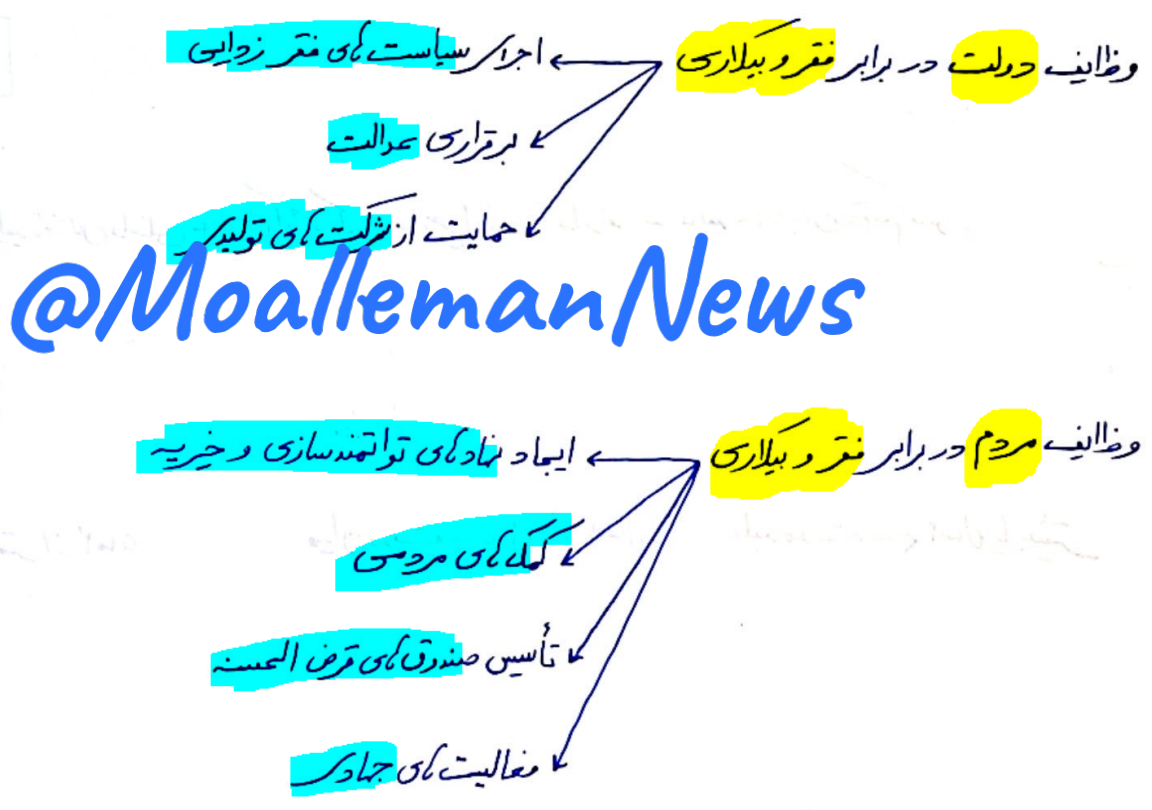 وظایف دولت در برابر فقر و بیکاری
اجرای سیاست‌های فقر زدایی
برقراری عدالت
حمایت از شرکت‌های تولیدی
@MoallemanNews
وظایف مردم در برابر فقر و بیکاری
ایجاد نهادهای توانمندسازی و خیریه
کمک‌های مردمی
تأسیس صندوق‌های قرض الحسنه
فعالیت‌های جهادی